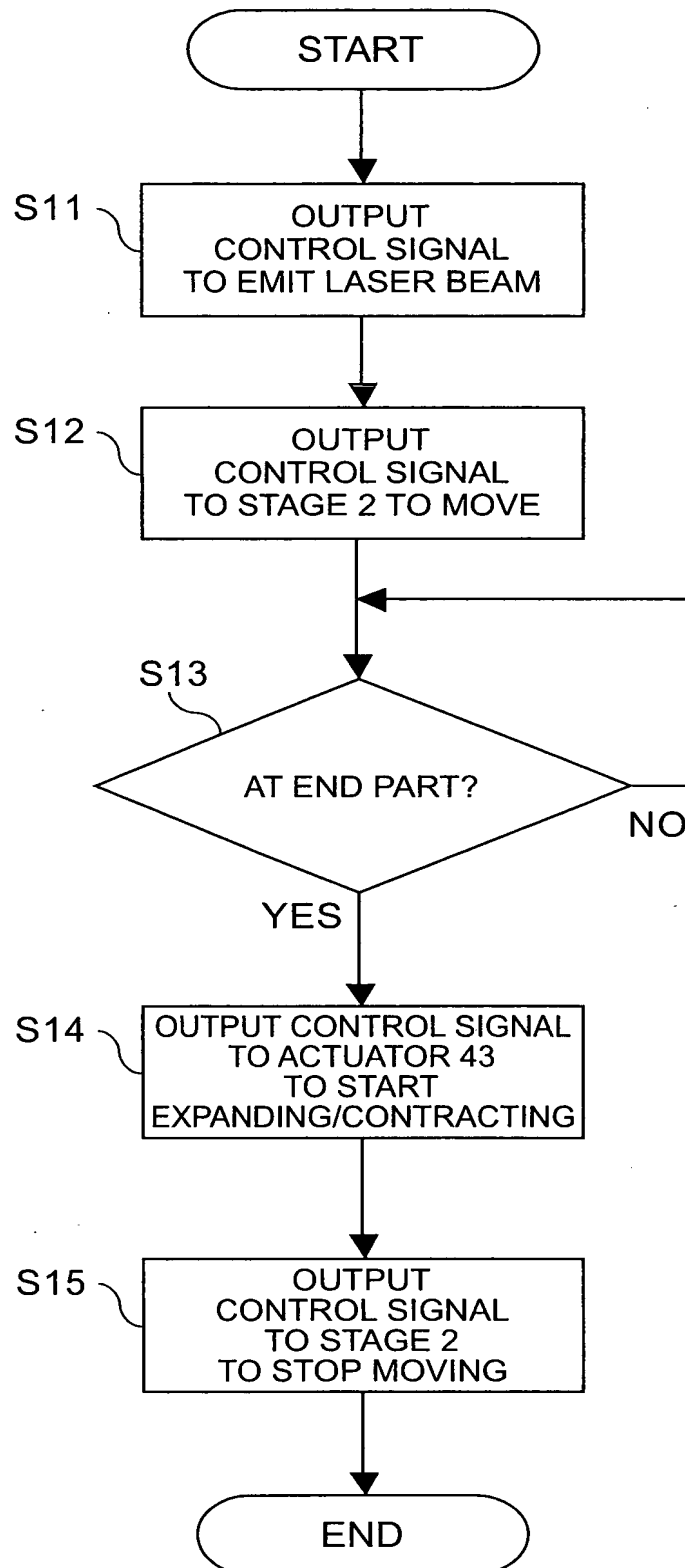 START
S11
OUTPUT
CONTROL SIGNAL
TO EMIT LASER BEAM
S12
OUTPUT
CONTROL SIGNAL
TO STAGE 2 TO MOVE
S13
AT END PART?
NO
YES
S14
OUTPUT CONTROL SIGNAL
TO ACTUATOR 43
TO START
EXPANDING/CONTRACTING
S15
OUTPUT
CONTROL SIGNAL
TO STAGE 2
TO STOP MOVING
END